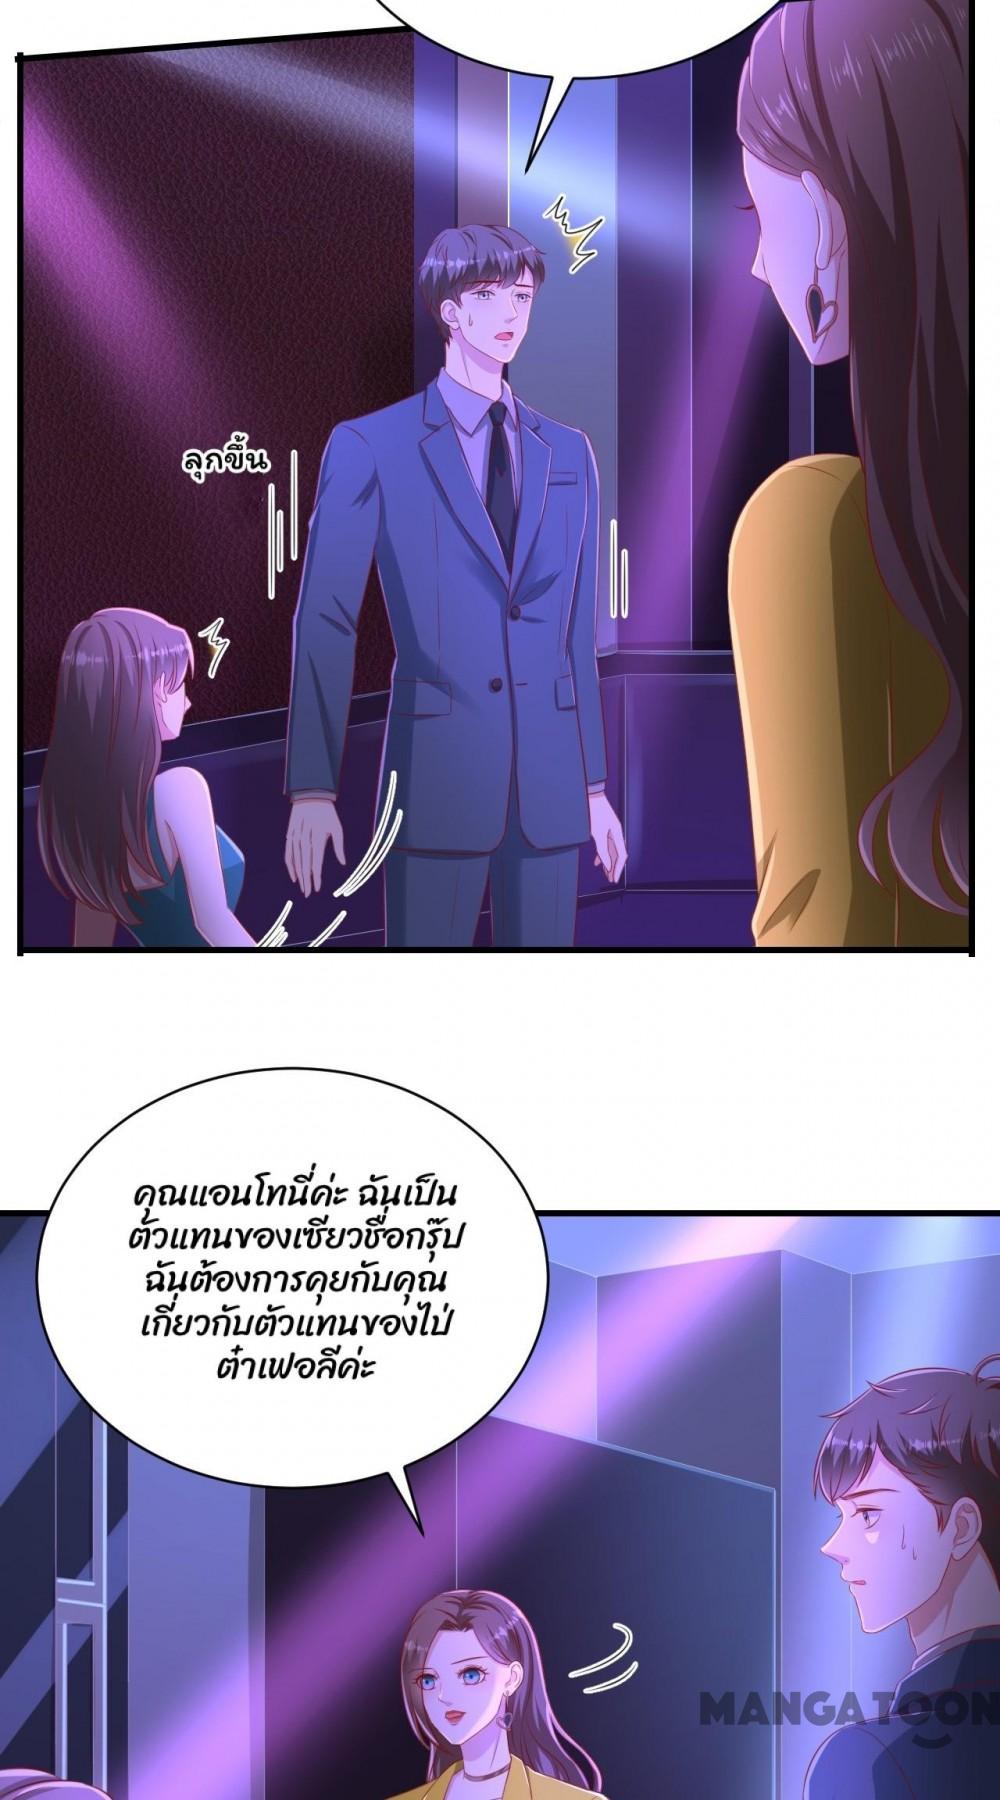 ลุกขึ้น
คุณแอนโทนี่ค่ะ ฉันเป็น
ตัวแทนของเซียวชื่อกรุ๊ป
ฉันต้องการคุยกับคุณ
เกี่ยวกับตัวแทนของไป่
ต๋าเฟอลีค่ะ
MANGATOON